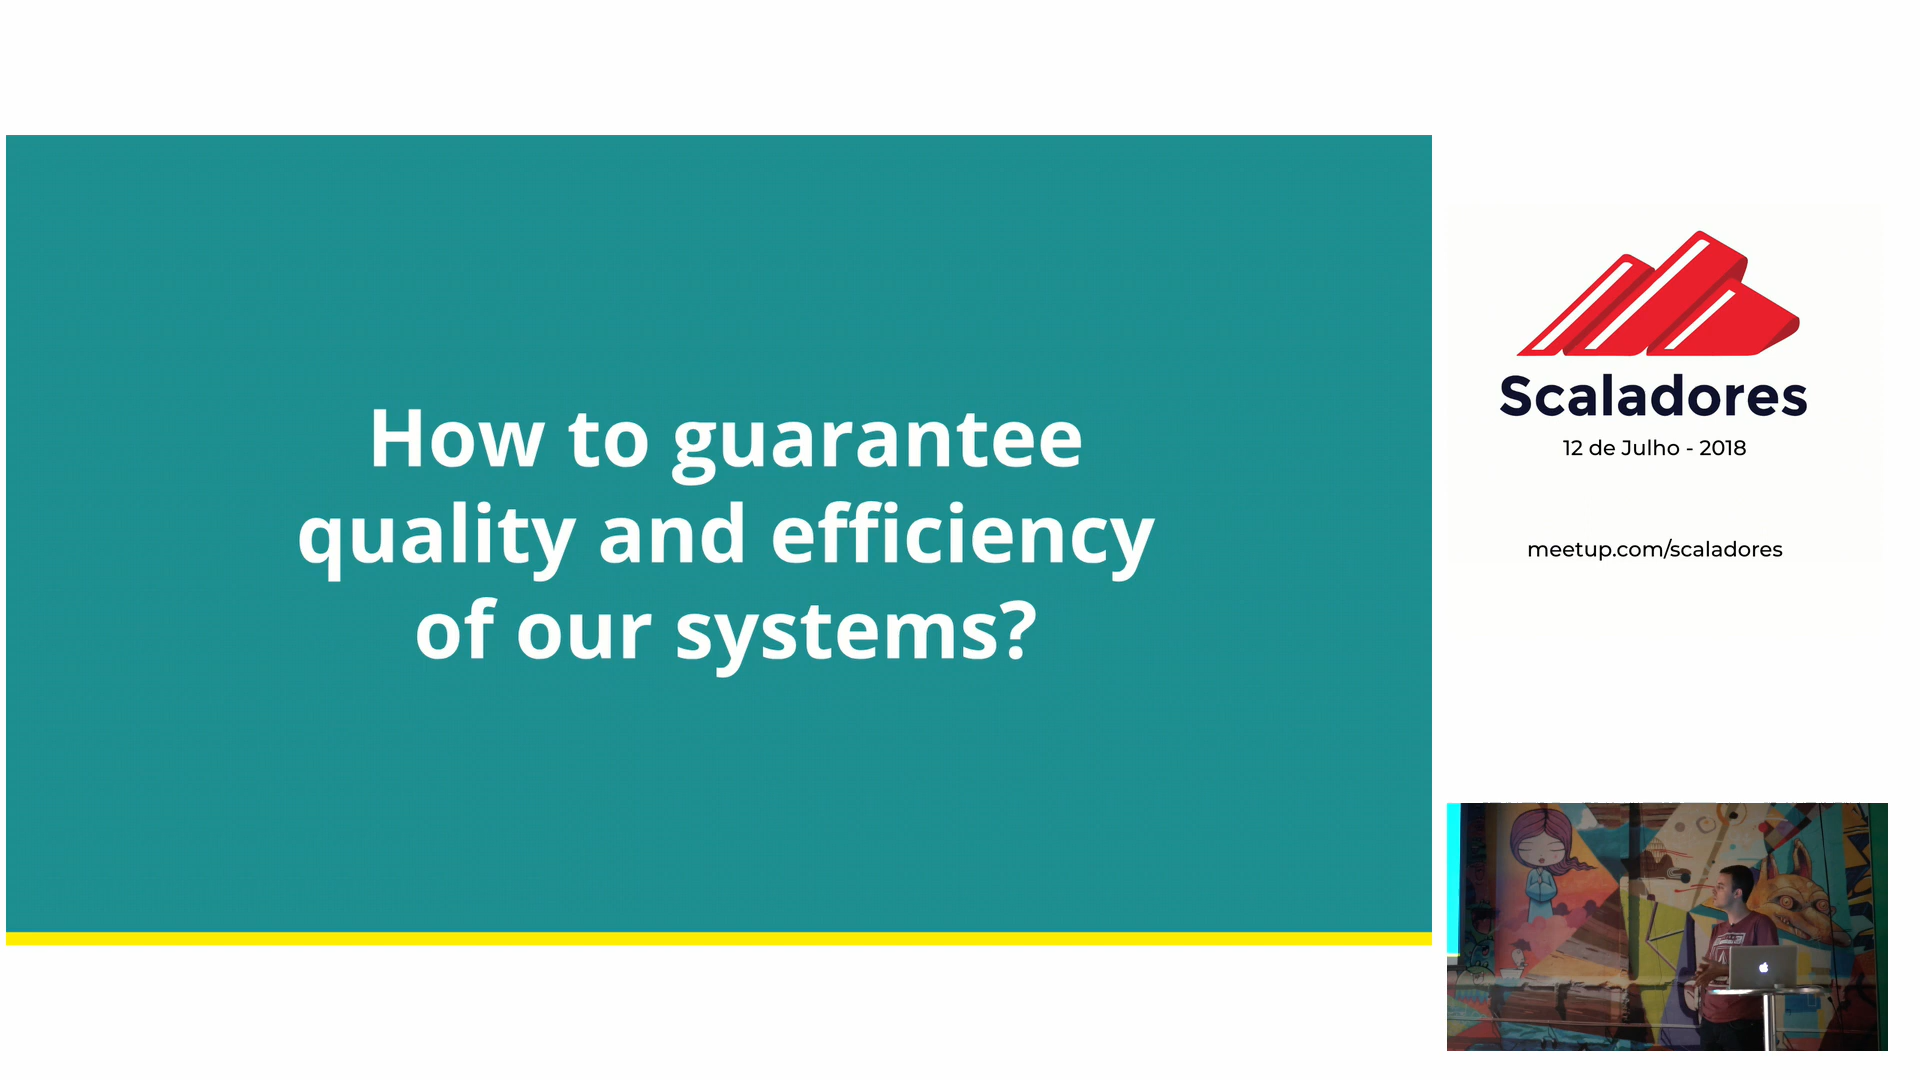 How to guarantee
quality and efficiency
of our systems?
Scaladores
12 de Julho - 2018
meetup.com/scaladores